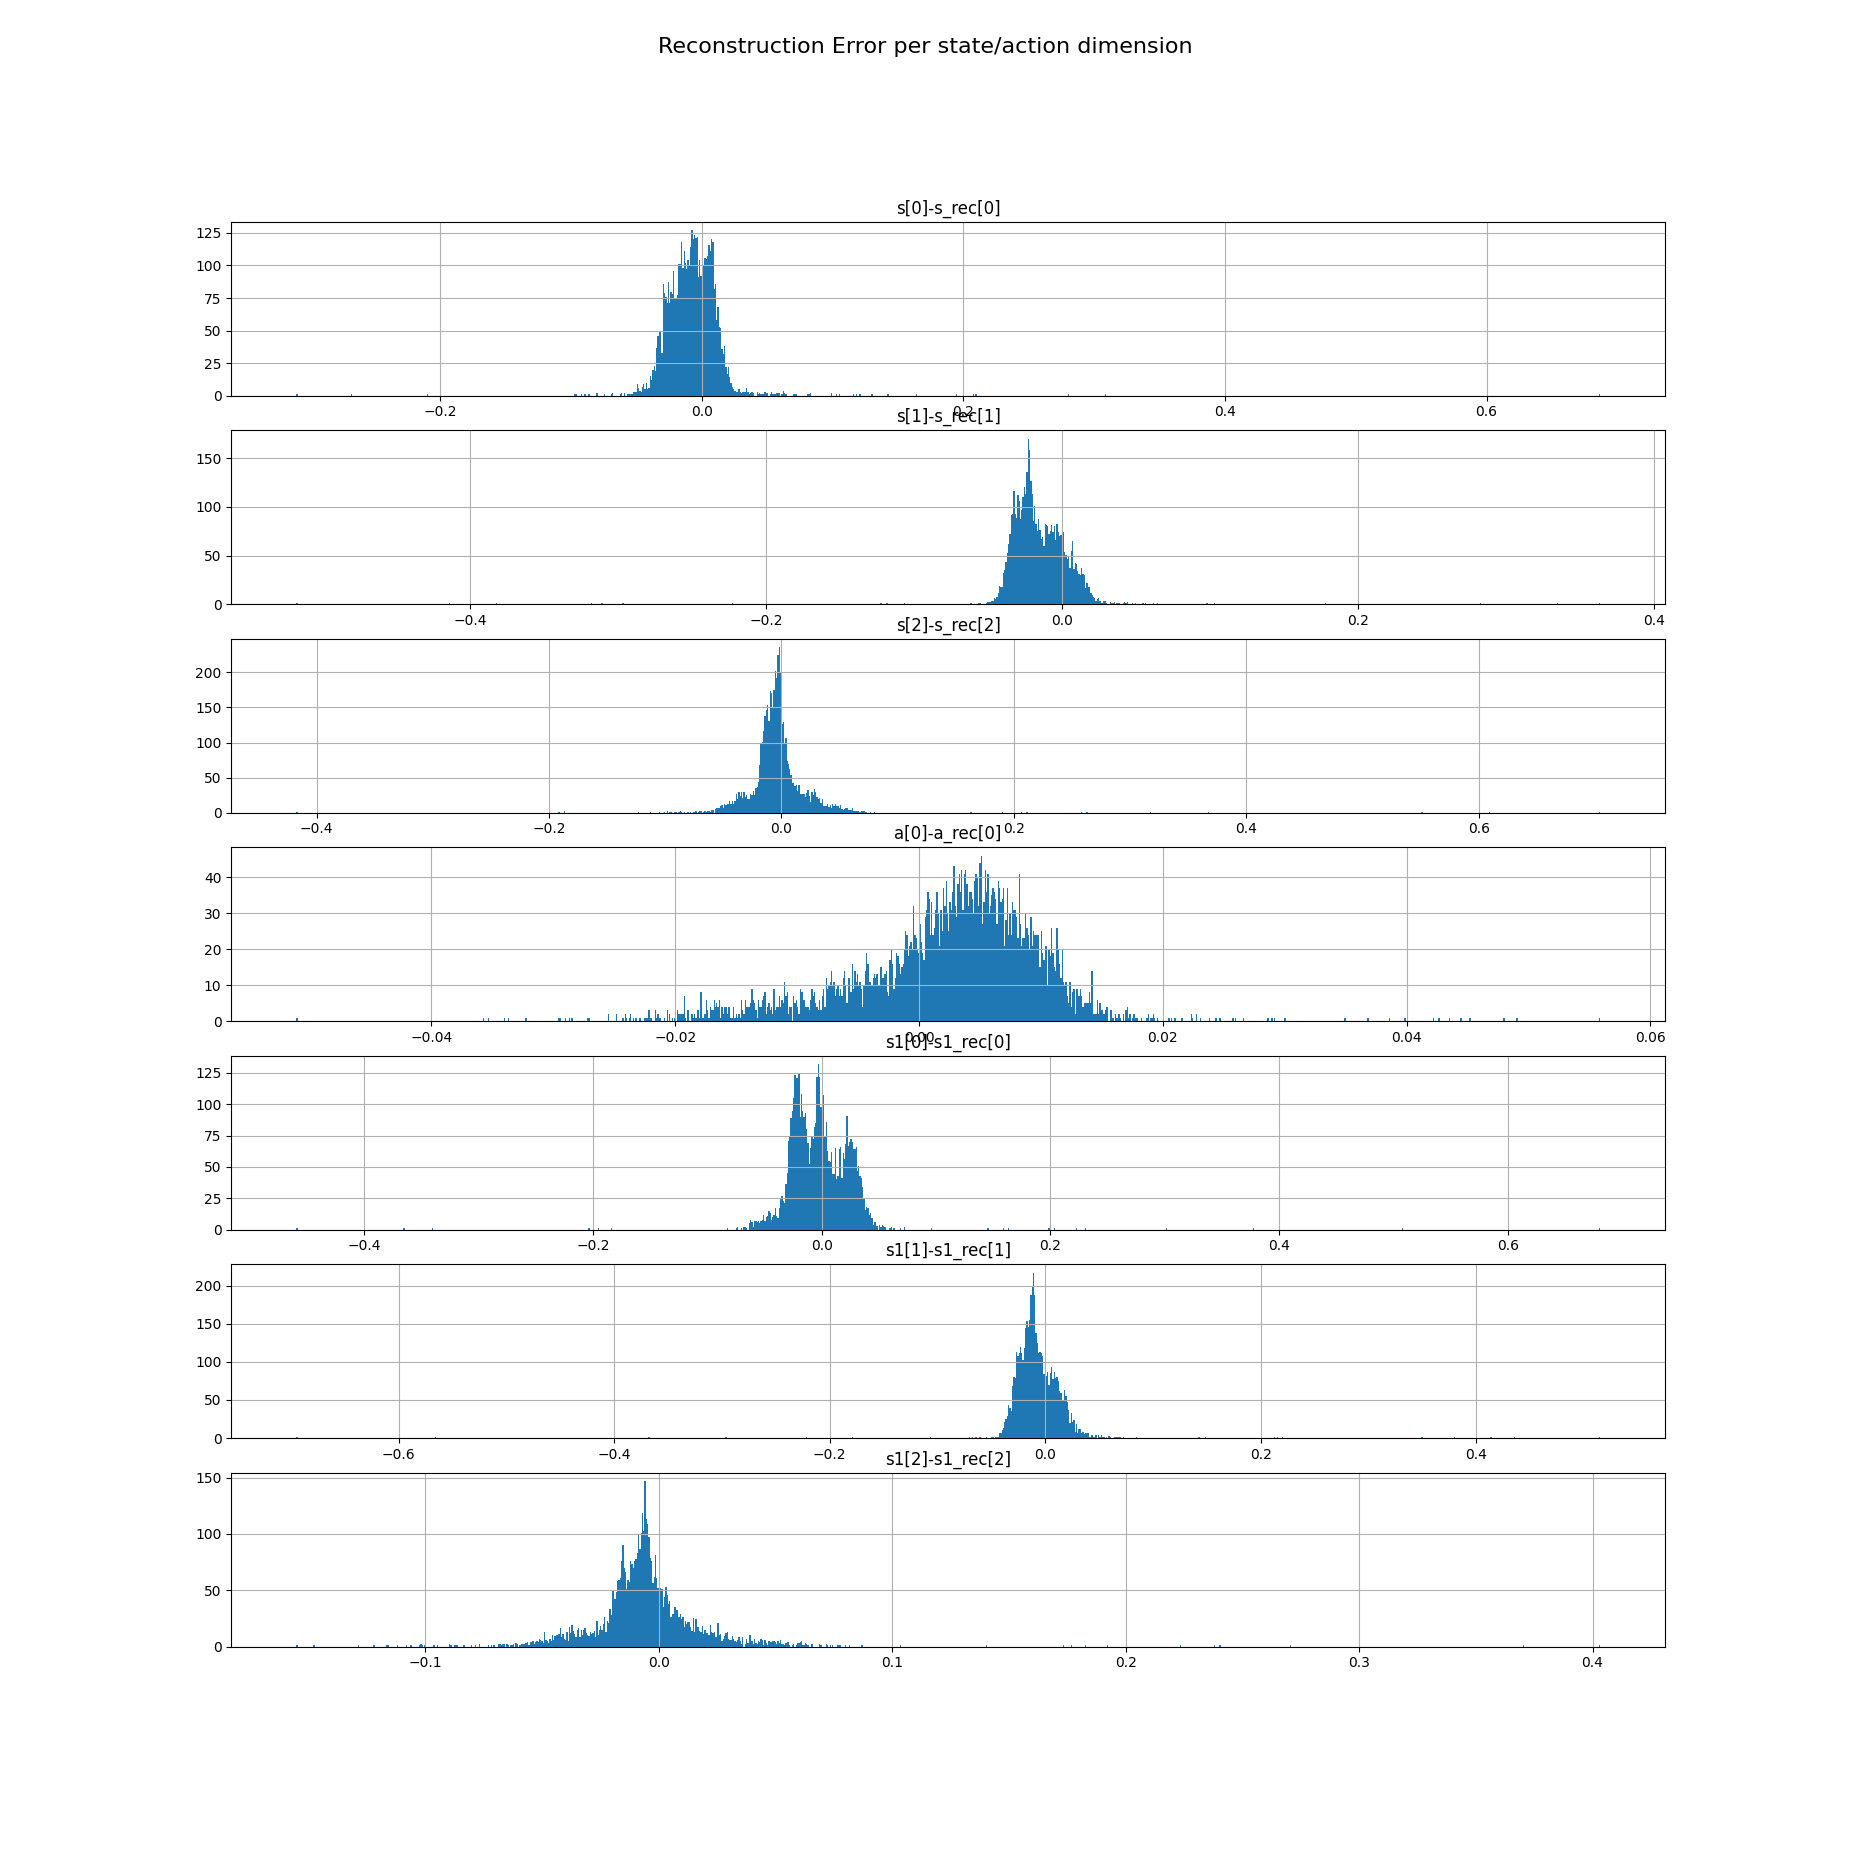 Reconstruction Error per state/action dimension
s[0]-s_rec[0]
125
100
75
50
25
0
−0.2 0.0 0.2 0.4 0.6
s[1]-s_rec[1]
150
100
50
0
−0.4 −0.2 0.0 0.2 0.4
s[2]-s_rec[2]
200
150
100
50
0
−0.4 −0.2 0.0 0.2 0.4 0.6
a[0]-a_rec[0]
40
30
20
10
0
−0.04 −0.02 0.00 0.02 0.04 0.06
s1[0]-s1_rec[0]
125
100
75
50
25
0
−0.4 −0.2 0.0 0.2 0.4 0.6
s1[1]-s1_rec[1]
200
150
100
50
0
−0.6 −0.4 −0.2 0.0 0.2 0.4
s1[2]-s1_rec[2]
150
100
50
0
−0.1 0.0 0.1 0.2 0.3 0.4